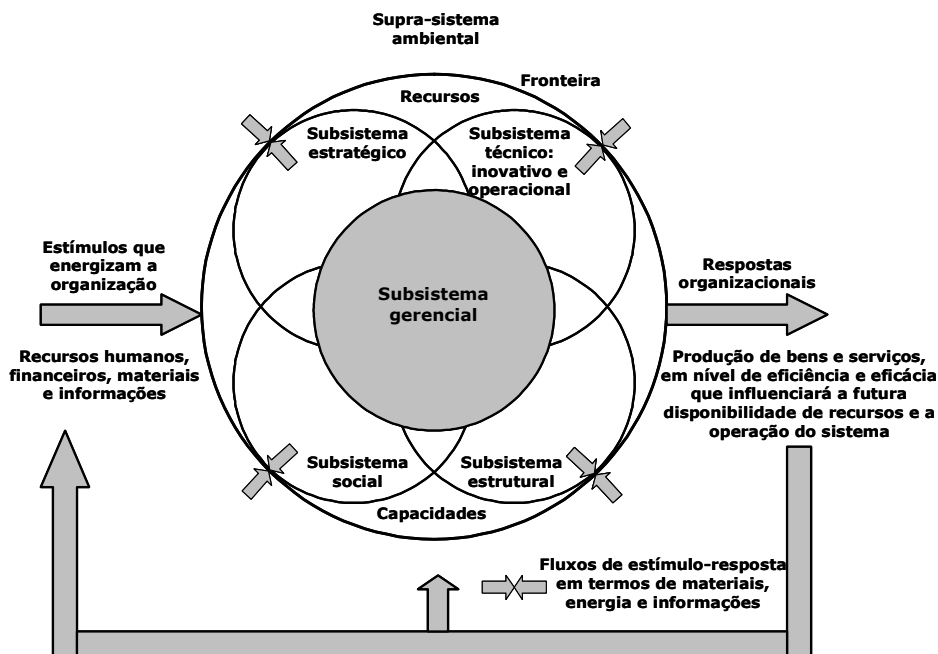 Supra-sistema
ambiental
Fronteira
Recursos
Subsistema
estratégico
Subsistema
técnico:
inovativo e
operacional
Estímulos que
energizam a
organização
Subsistema
gerencial
Respostas
organizacionais
Recursos humanos,
financeiros, materiais
e informações
Produção de bens e serviços,
em nível de eficiência e eficácia
que influenciará a futura
disponibilidade de recursos e a
operação do sistema
Subsistema
social
Subsistema
estrutural
Capacidades
Fluxos de estímulo-resposta
em termos de materiais,
energia e informações